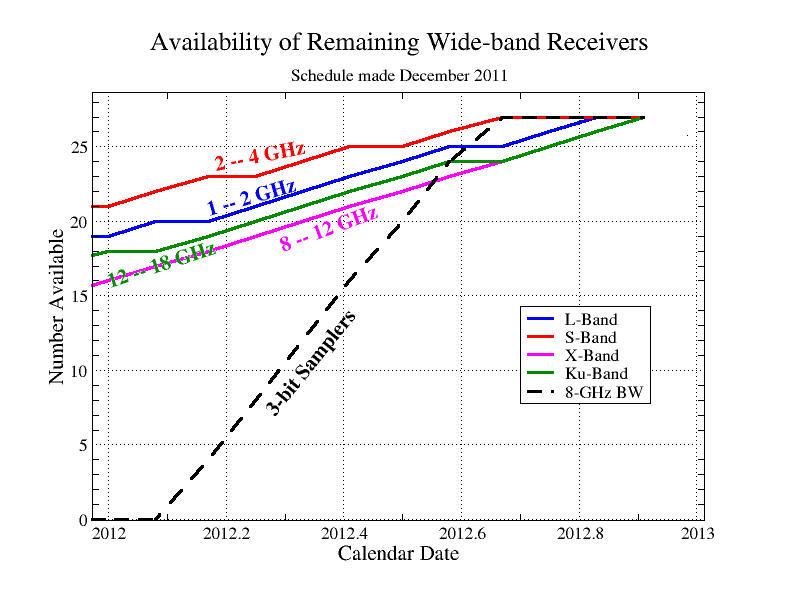 Availability of Remaining Wide-band Receivers
Schedule made December 2011
Number Available
25
20
15
10
5
0
2 -- 4 GHz
1 -- 2 GHz
8 -- 12 GHz
12 -- 18 GHz
3-bit Samplers
L-Band
S-Band
X-Band
Ku-Band
8-GHz BW
2012
2012.2
2012.4
2012.6
2012.8
2013
Calendar Date